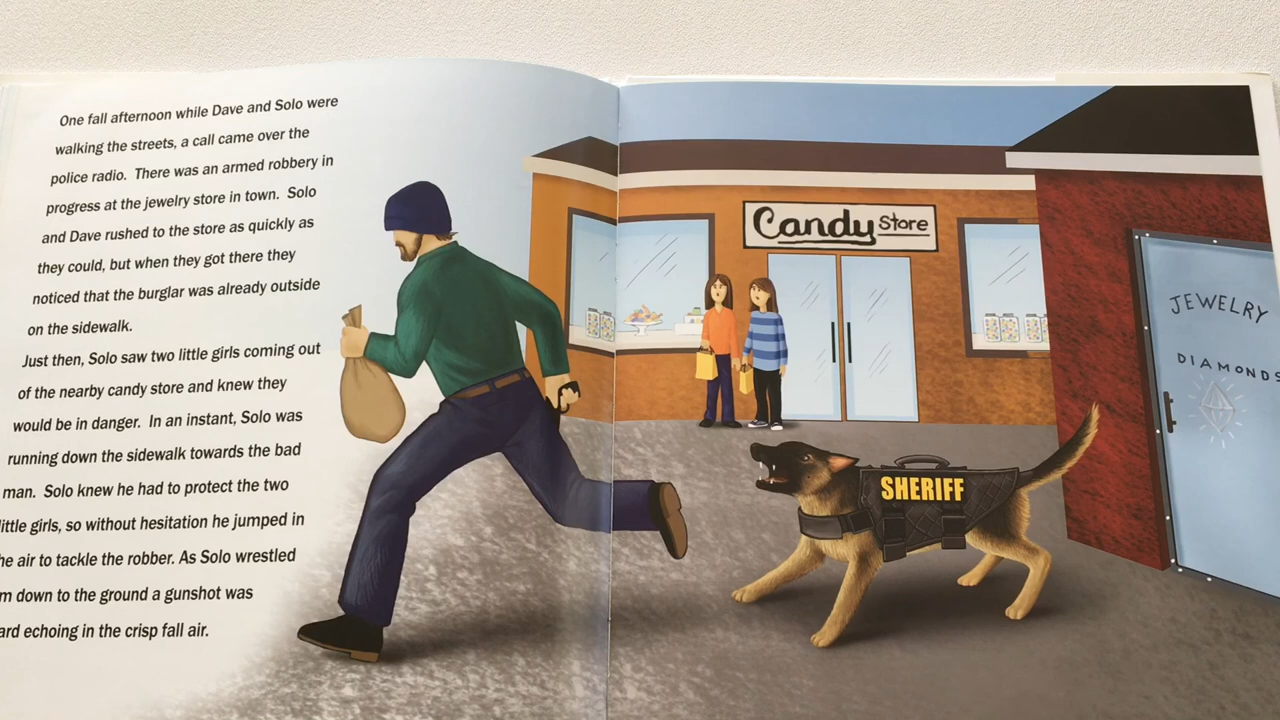 One fall afternoon while Dave and Solo were
walking the streets, a call came over the
police radio.  There was an armed robbery in
progress at the jewelry store in town.  Solo
and Dave rushed to the store as quickly as
they could, but when they got there they
noticed that the burglar was already outside
on the sidewalk.
Just then, Solo saw two little girls coming out
of the nearby candy store and knew they
would be in danger.  In an instant, Solo was
running down the sidewalk towards the bad
man.  Solo knew he had to protect the two
little girls, so without hesitation he jumped in
he air to tackle the robber. As Solo wrestled
m down to the ground a gunshot was
ard echoing in the crisp fall air.
Candy Store
SHERIFF
JEWELRY
DIAMONDS